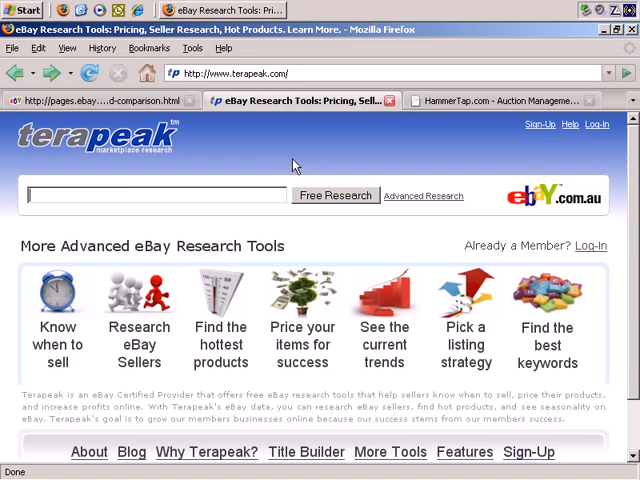 Start
eBay Research Tools: Pri...
eBay Research Tools: Pricing, Seller Research, Hot Products. Learn More. - Mozilla Firefox
File Edit View History Bookmarks Tools Help
http://www.terapeak.com/
http://pages.ebay....d-comparison.html
eBay Research Tools: Pricing, Sell...
HammerTap.com - Auction Manageme...
terapeak™
marketplace research
Sign-Up Help Log-In
Free Research Advanced Research
ebay.com.au
More Advanced eBay Research Tools
Already a Member? Log-In
Know when to sell
Research eBay Sellers
Find the hottest products
Price your items for success
See the current trends
Pick a listing strategy
Find the best keywords
Terapeak is an eBay Certified Provider that offers free eBay research tools that help sellers know when to sell, price their products,
and increase profits online. With Terapeak's eBay data, you can research eBay sellers, find hot products, and see seasonality on
eBay. Terapeak's goal is to grow our members businesses online because our success stems from our members success.
About Blog Why Terapeak? Title Builder More Tools Features Sign-Up
Done